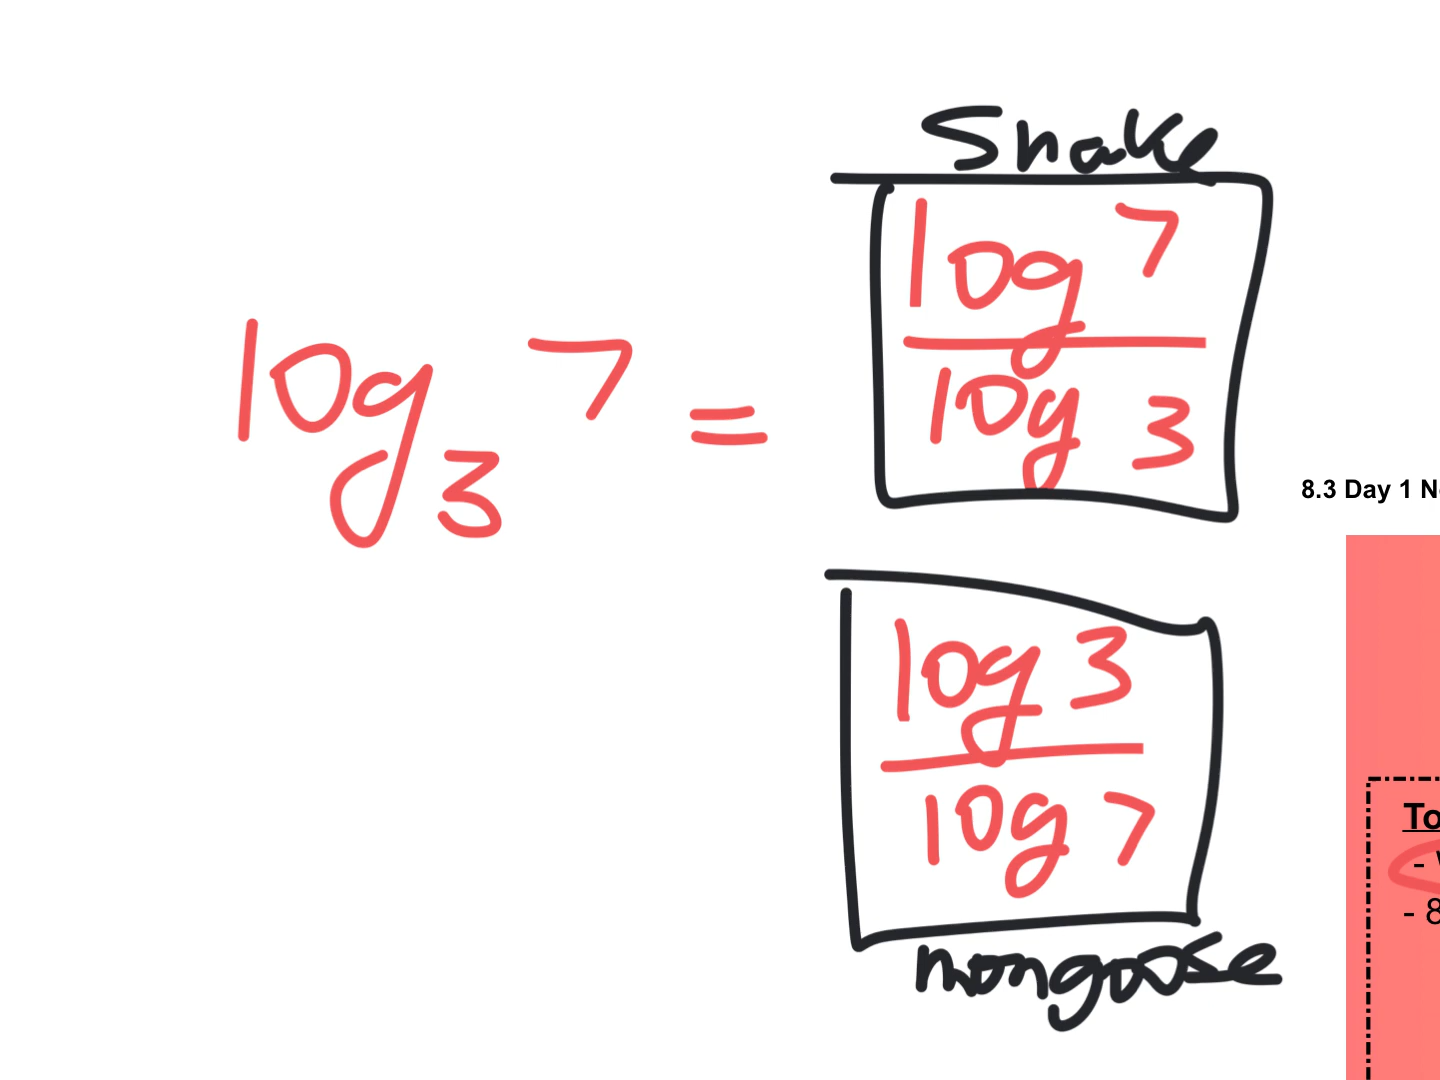 Snake
log 7
log₃ 7 =
log 3
8.3 Day 1 N
log 3
log 7
To
-
- 8
mongoose